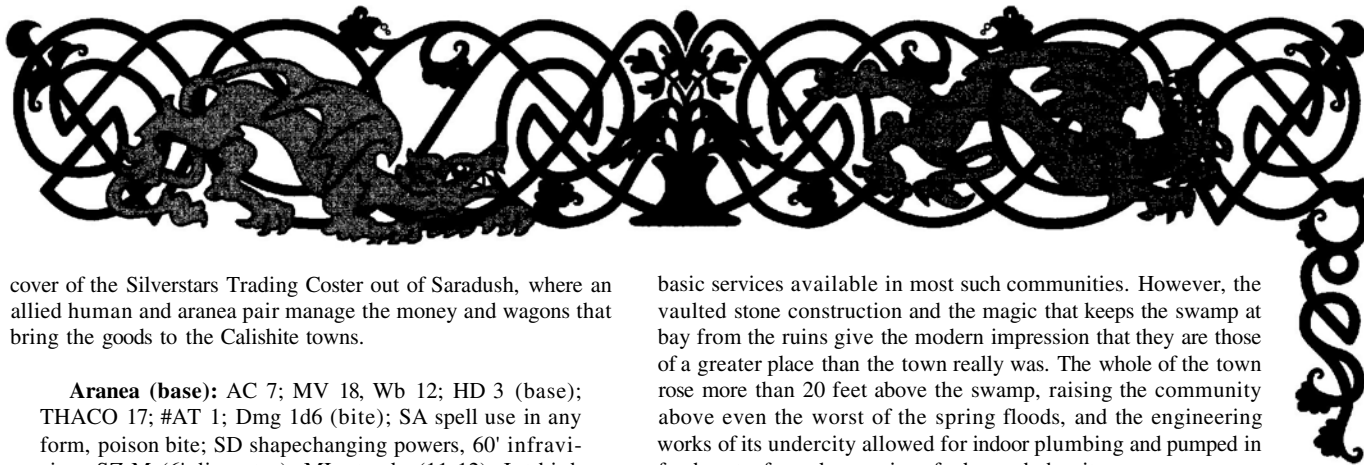 cover of the Silverstars Trading Coster out of Saradush, where an
allied human and aranea pair manage the money and wagons that
bring the goods to the Calishite towns.
Aranea (base): AC 7; MV 18, Wb 12; HD 3 (base);
THACO 17; #AT 1; Dmg 1d6 (bite); SA spell use in any
form, poison bite; SD shapechanging powers, 60' infravi-
basic services available in most such communities. However, the
vaulted stone construction and the magic that keeps the swamp at
bay from the ruins give the modern impression that they are those
of a greater place than the town really was. The whole of the town
rose more than 20 feet above the swamp, raising the community
above even the worst of the spring floods, and the engineering
works of its undercity allowed for indoor plumbing and pumped in